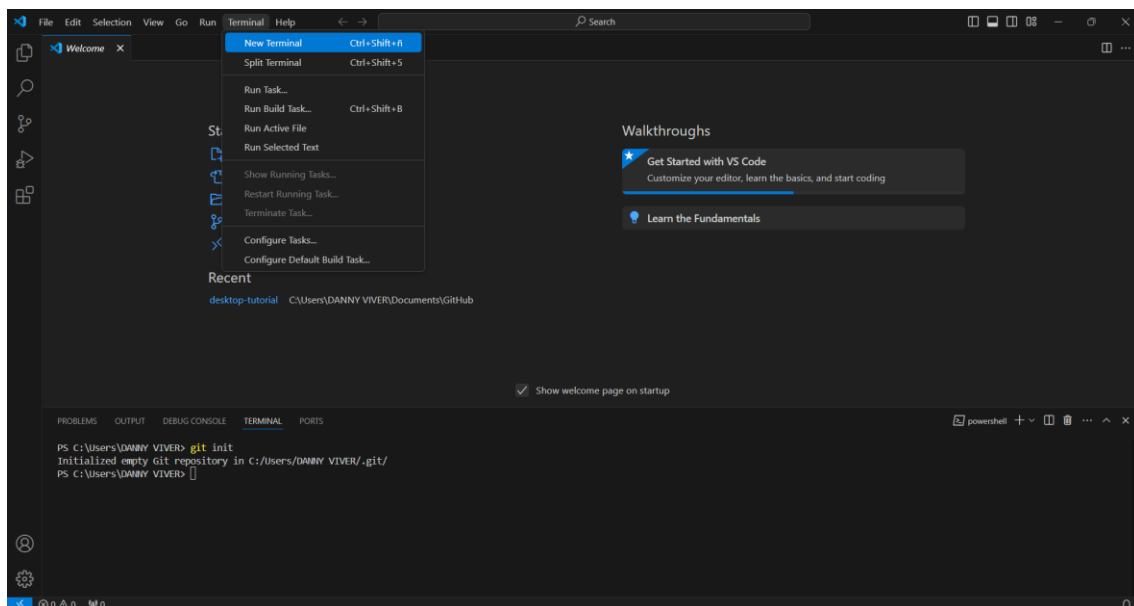 File Edit Selection View Go Run Terminal Help Search
Welcome
New Terminal Ctrl+Shift+ñ
Split Terminal Ctrl+Shift+5
Run Task...
Run Build Task... Ctrl+Shift+B
Run Active File
Run Selected Text
Show Running Tasks...
Restart Running Task...
Terminate Task...
Configure Tasks...
Configure Default Build Task...
Recent
desktop-tutorial C:\Users\DANNY VIVER\Documents\GitHub
Walkthroughs
Get Started with VS Code
Customize your editor, learn the basics, and start coding
Learn the Fundamentals
Show welcome page on startup
PROBLEMS OUTPUT DEBUG CONSOLE TERMINAL PORTS powershell
PS C:\Users\DANNY VIVER> git init
Initialized empty Git repository in C:/Users/DANNY VIVER/.git/
PS C:\Users\DANNY VIVER>
0 0 0